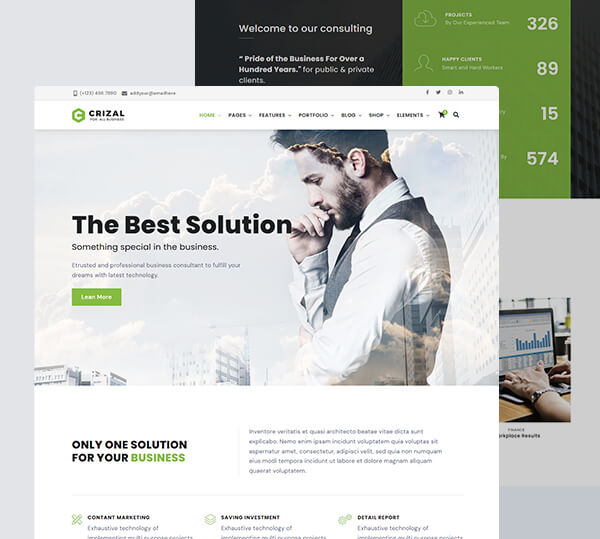 Welcome to our consulting
“ Pride of the Business For Over a
Hundred Years.” for public & private
clients.
PROJECTS
By Our Experienced Team
326
HAPPY CLIENTS
Smart and Hard Workers
89
15
By
574
(+123) 456 7890
addyour@emailhere
CRIZAL
FOR ALL BUSINESS
HOME
PAGES
FEATURES
PORTFOLIO
BLOG
SHOP
ELEMENTS
The Best Solution
Something special in the business.
Etrusted and professional business consultant to fulfill your
dreams with latest technology.
Lean More
FINANCE
rkplace Results
ONLY ONE SOLUTION
FOR YOUR BUSINESS
Inventore veritatis et quasi architecto beatae vitae dicta sunt
explicabo. Nemo enim ipsam incidunt voluptatem quia voluptas sit
aspernatur amet, consectetur, adipisci velit, sed quia non numquam
eius modi tempora incidunt ut labore et dolore magnam aliquam
quaerat voluptatem.
CONTANT MARKETING
Exhaustive technology of
implementing multi purpose projects
SAVING INVESTMENT
Exhaustive technology of
implementing multi purpose projects
DETAIL REPORT
Exhaustive technology of
implementing multi purpose projects